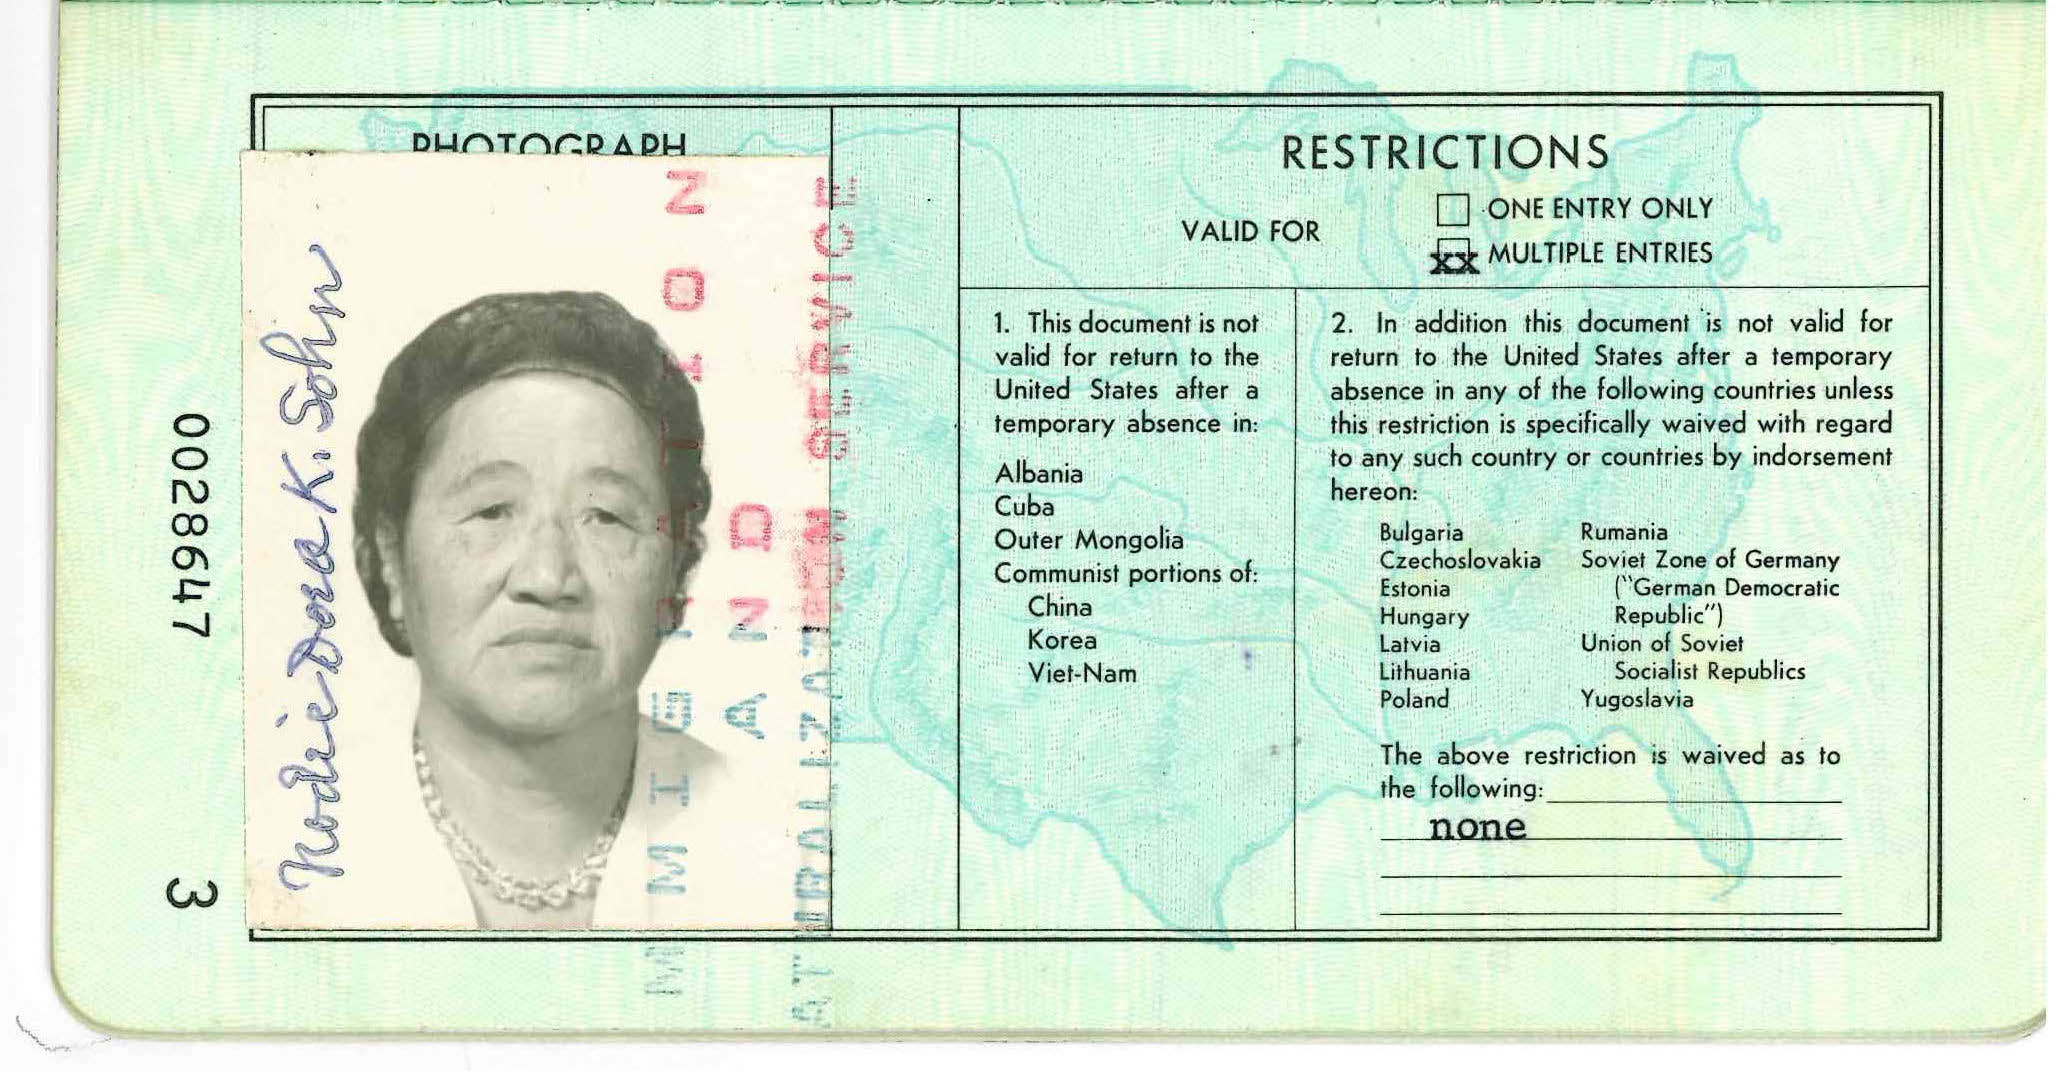 PHOTOGRAPH
Nodie Dora K. Sohn
IMMIGRATION
AND
NATURALIZATION SERVICE
0028647
3
RESTRICTIONS
VALID FOR
ONE ENTRY ONLY
xx MULTIPLE ENTRIES
1. This document is not
valid for return to the
United States after a
temporary absence in:
Albania
Cuba
Outer Mongolia
Communist portions of:
China
Korea
Viet-Nam
2. In addition this document is not valid for
return to the United States after a temporary
absence in any of the following countries unless
this restriction is specifically waived with regard
to any such country or countries by indorsement
hereon:
Bulgaria
Czechoslovakia
Estonia
Hungary
Latvia
Lithuania
Poland
Rumania
Soviet Zone of Germany
("German Democratic
Republic")
Union of Soviet
Socialist Republics
Yugoslavia
The above restriction is waived as to
the following:
none